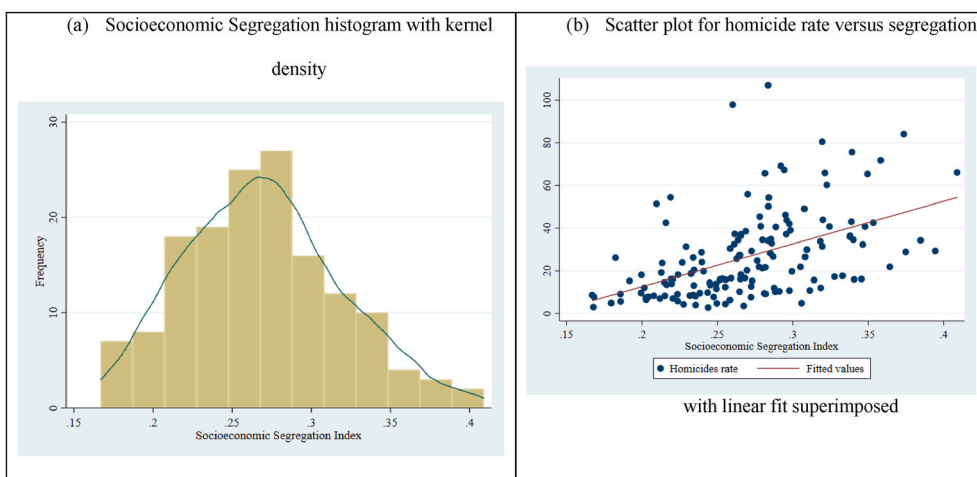 (a) Socioeconomic Segregation histogram with kernel
density
30
20
10
0
Frequency
.15 .2 .25 .3 .35 .4
Socioeconomic Segregation Index
(b) Scatter plot for homicide rate versus segregation
100
80
60
40
20
0
.15 .2 .25 .3 .35 .4
Socioeconomic Segregation Index
Homicides rate Fitted values
with linear fit superimposed